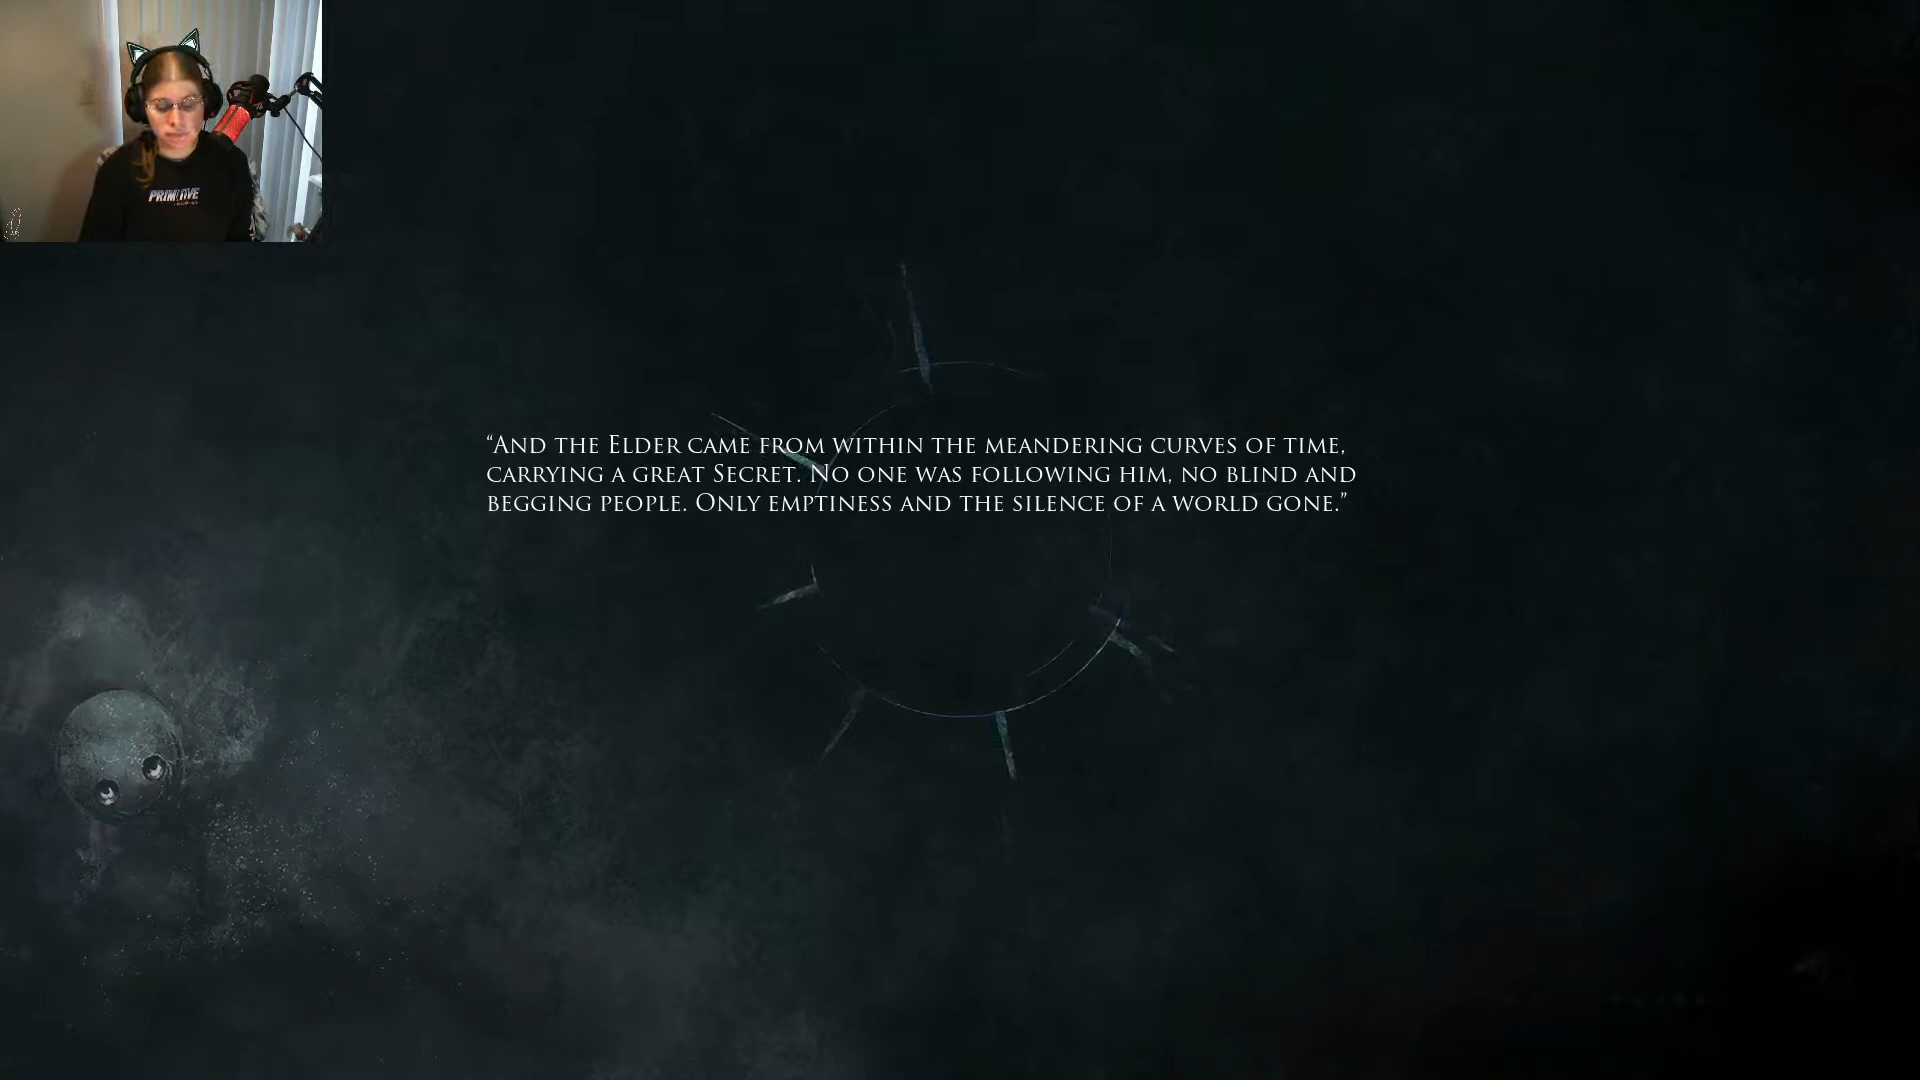 PRIMITIVE
“And the Elder came from within the meandering curves of time,
carrying a great Secret. No one was following him, no blind and
begging people. Only emptiness and the silence of a world gone.”